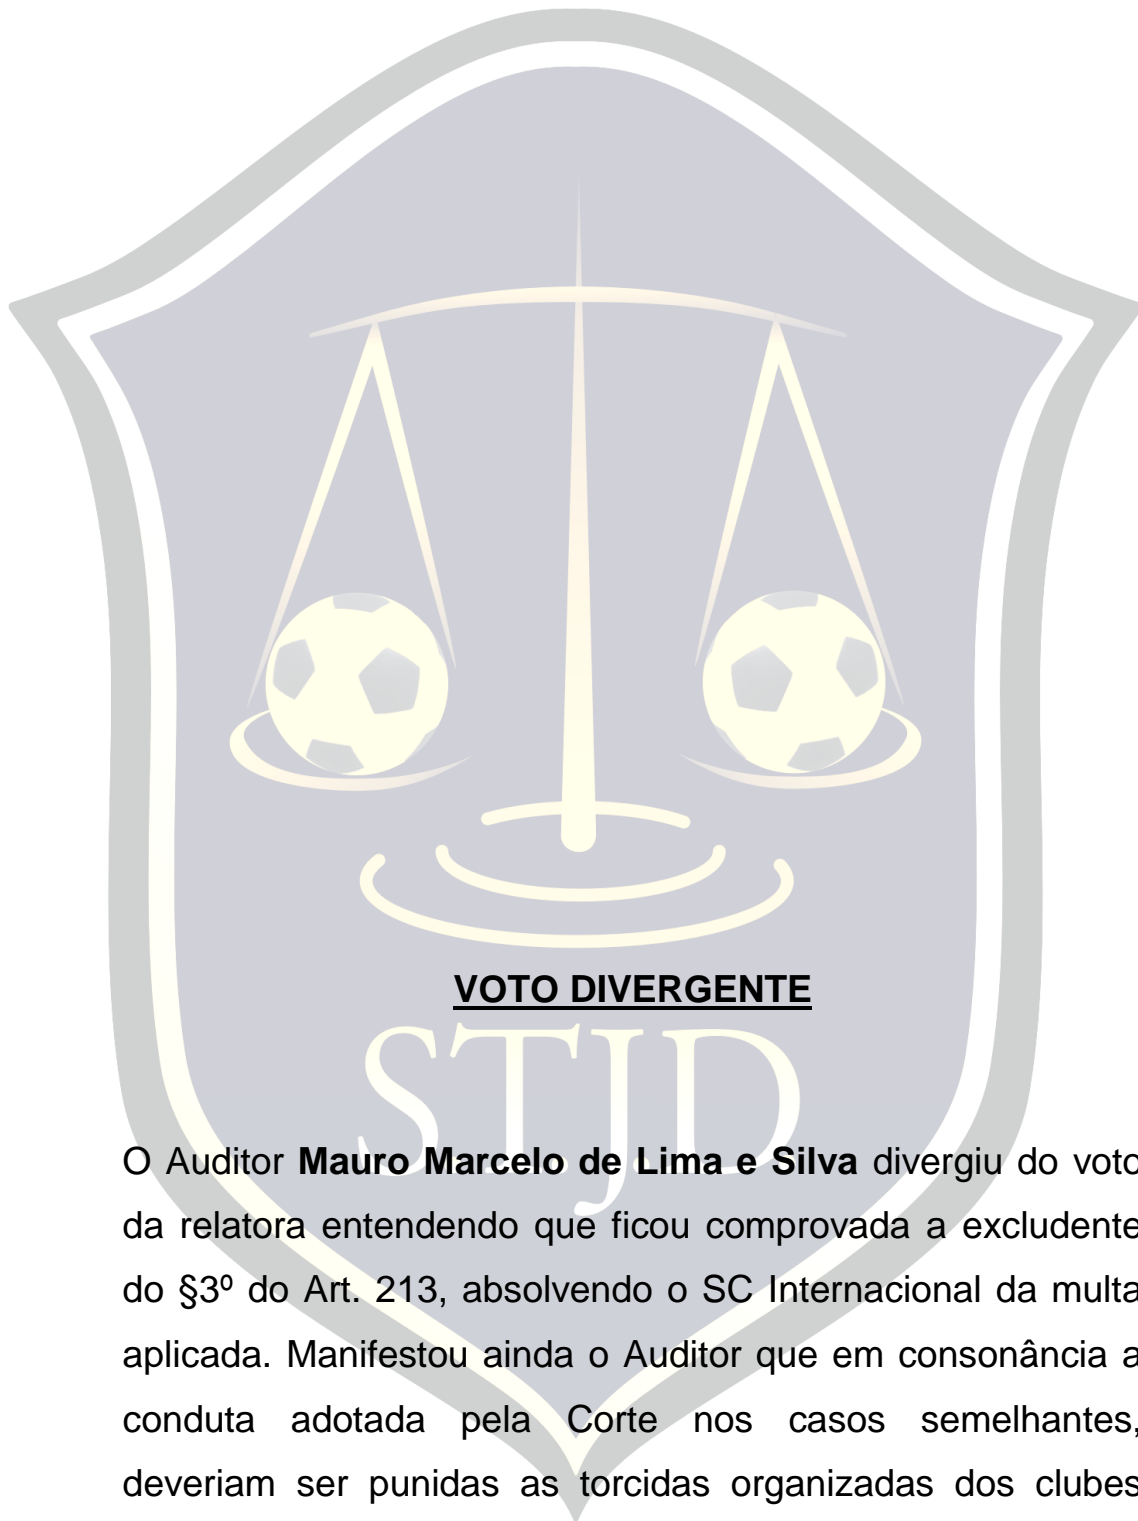 VOTO DIVERGENTE
STJD
O Auditor Mauro Marcelo de Lima e Silva divergiu do voto
da relatora entendendo que ficou comprovada a excludente
do §3º do Art. 213, absolvendo o SC Internacional da multa
aplicada. Manifestou ainda o Auditor que em consonância a
conduta adotada pela Corte nos casos semelhantes,
deveriam ser punidas as torcidas organizadas dos clubes